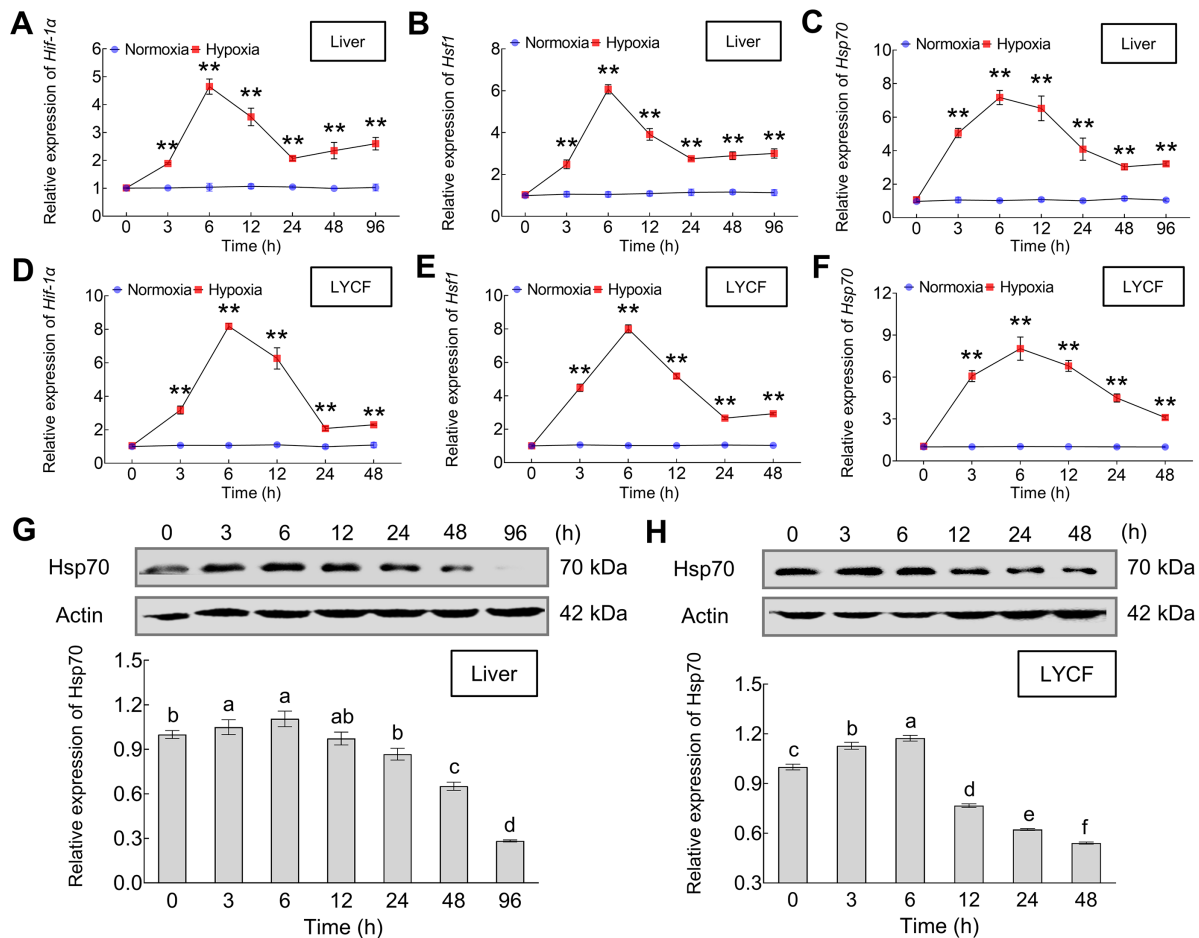 A
Relative expression of Hif-1α
Normoxia Hypoxia
Liver
** ** ** ** ** **
6
5
4
3
2
1
0
0 3 6 12 24 48 96
Time (h)
B
Relative expression of Hsf1
Normoxia Hypoxia
Liver
** ** ** ** ** **
8
6
4
2
0
0 3 6 12 24 48 96
Time (h)
C
Relative expression of Hsp70
Normoxia Hypoxia
Liver
** ** ** ** ** **
10
8
6
4
2
0
0 3 6 12 24 48 96
Time (h)
D
Relative expression of Hif-1α
Normoxia Hypoxia
LYCF
** ** ** ** **
10
8
6
4
2
0
0 3 6 12 24 48
Time (h)
E
Relative expression of Hsf1
Normoxia Hypoxia
LYCF
** ** ** ** **
10
8
6
4
2
0
0 3 6 12 24 48
Time (h)
F
Relative expression of Hsp70
Normoxia Hypoxia
LYCF
** ** ** ** **
12
9
6
3
0
0 3 6 12 24 48
Time (h)
G
0 3 6 12 24 48 96 (h)
Hsp70 70 kDa
Actin 42 kDa
Relative expression of Hsp70
Liver
1.5
1.2
0.9
0.6
0.3
0.0
b a a ab b c d
0 3 6 12 24 48 96
Time (h)
H
0 3 6 12 24 48 (h)
Hsp70 70 kDa
Actin 42 kDa
Relative expression of Hsp70
LYCF
1.5
1.2
0.9
0.6
0.3
c b a d e f
0 3 6 12 24 48
Time (h)